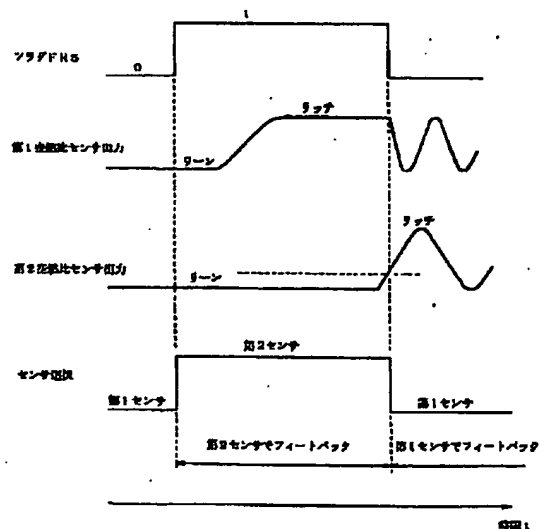 1
フラグFHS
0
リッチ
第1空燃比センサ出力
リーン
リッチ
第2空燃比センサ出力
リーン
第2センサ
センサ選択
第1センサ
第1センサ
第2センサでフィートバック
第1センサでフィートバック
時間t